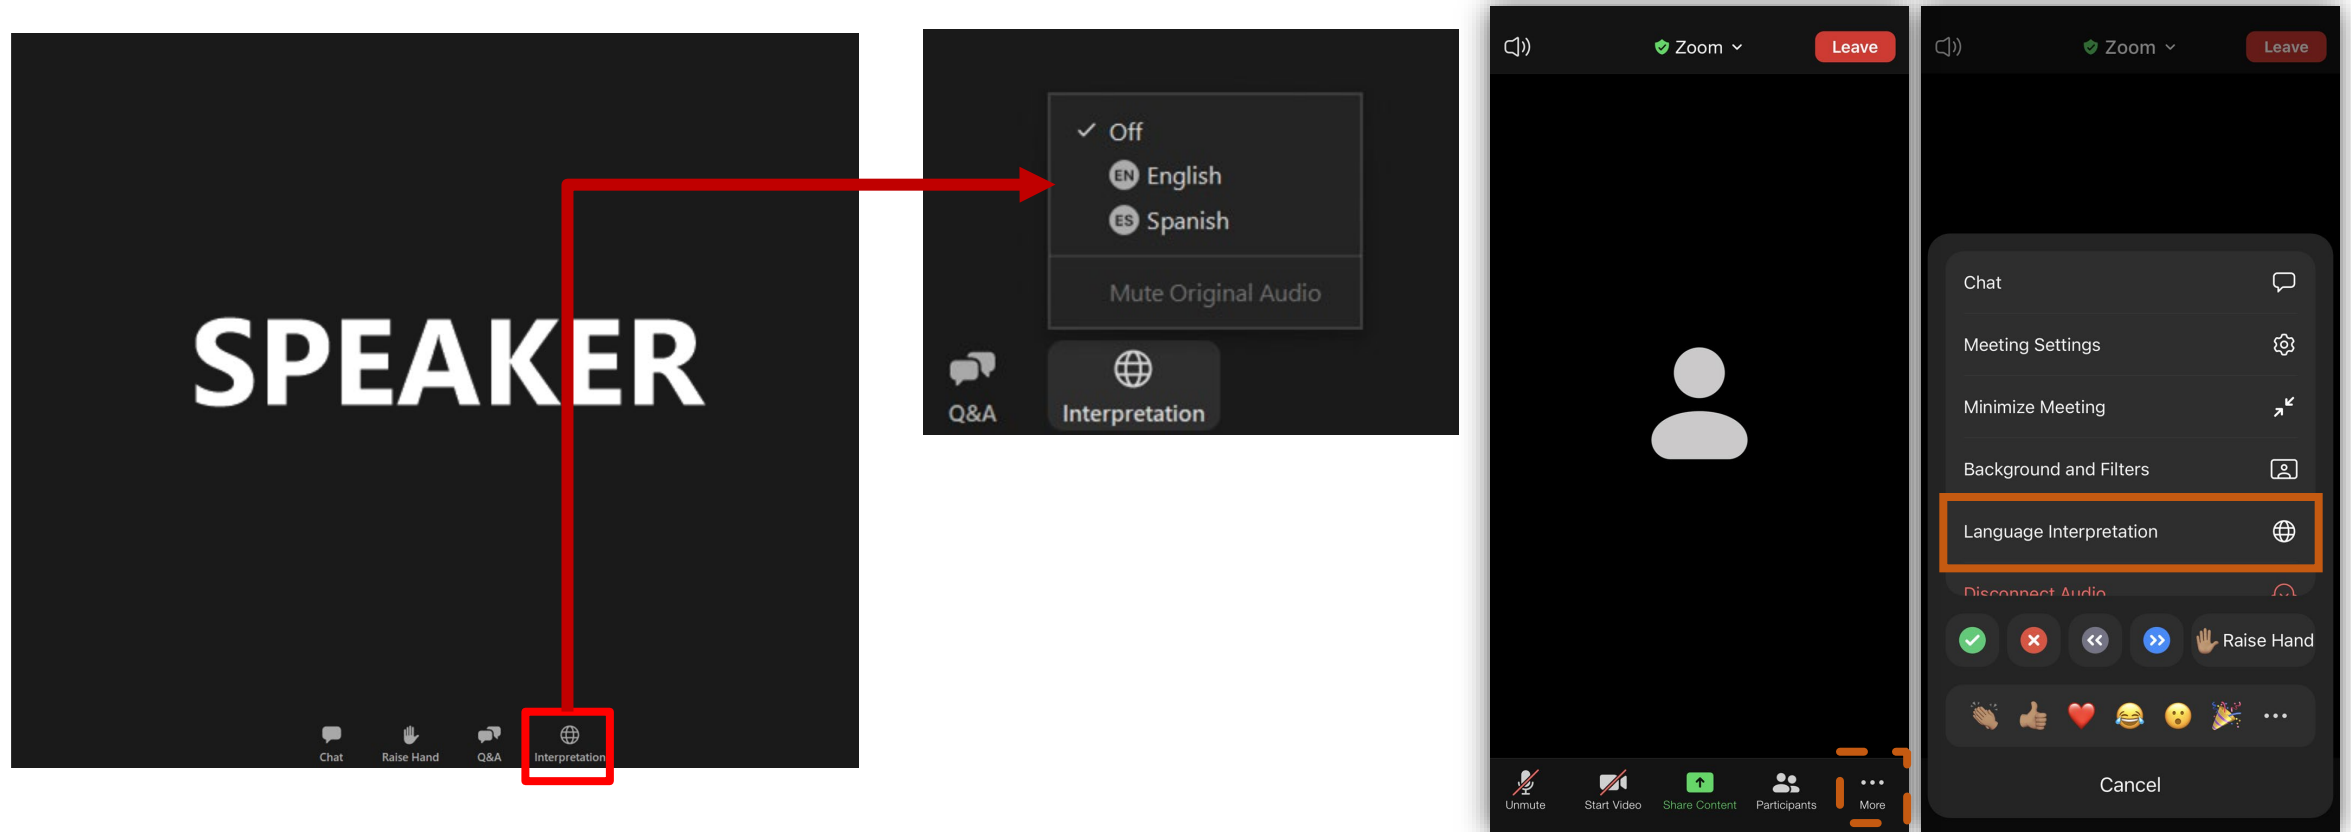 SPEAKER
Chat
Raise Hand
Q&A
Interpretation
Off
EN English
ES Spanish
Mute Original Audio
Q&A
Interpretation
Zoom
Leave
Unmute
Start Video
Share Content
Participants
More
Zoom
Leave
Chat
Meeting Settings
Minimize Meeting
Background and Filters
Language Interpretation
Disconnect Audio
Raise Hand
Cancel